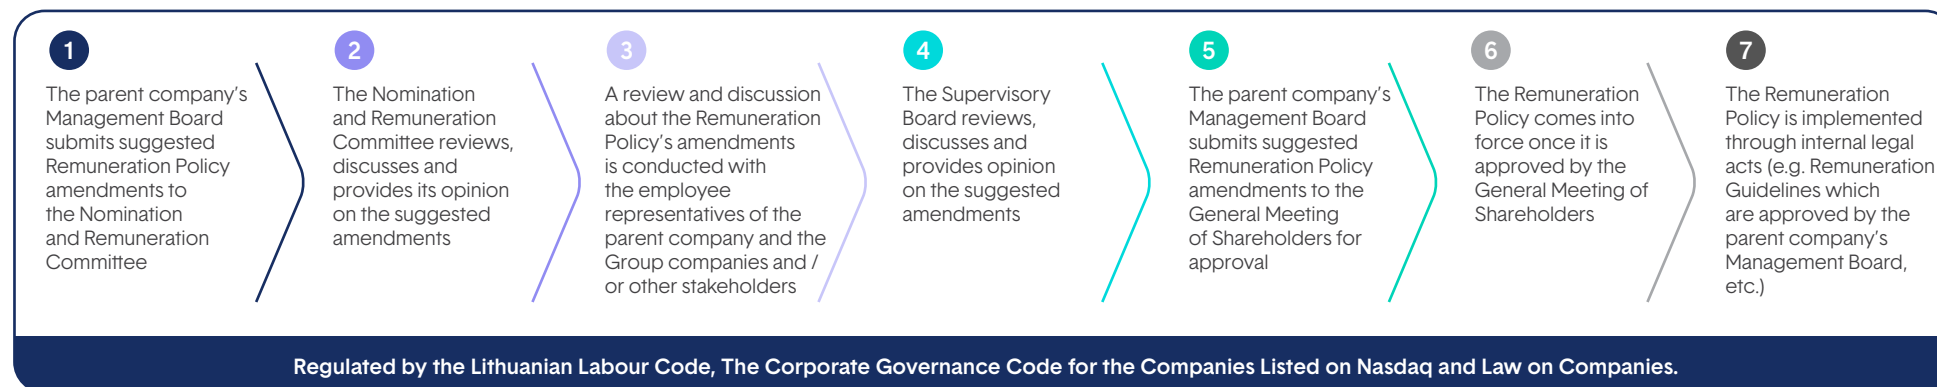 1
The parent company's
Management Board
submits suggested
Remuneration Policy
amendments to
the Nomination
and Remuneration
Committee
2
The Nomination
and Remuneration
Committee reviews,
discusses and
provides its opinion
on the suggested
amendments
3
A review and discussion
about the Remuneration
Policy's amendments
is conducted with
the employee
representatives of the
parent company and the
Group companies and /
or other stakeholders
4
The Supervisory
Board reviews,
discusses and
provides opinion
on the suggested
amendments
5
The parent company's
Management Board
submits suggested
Remuneration Policy
amendments to the
General Meeting
of Shareholders for
approval
6
The Remuneration
Policy comes into
force once it is
approved by the
General Meeting of
Shareholders
7
The Remuneration
Policy is implemented
through internal legal
acts (e.g. Remuneration
Guidelines which
are approved by the
parent company's
Management Board,
etc.)
Regulated by the Lithuanian Labour Code, The Corporate Governance Code for the Companies Listed on Nasdaq and Law on Companies.